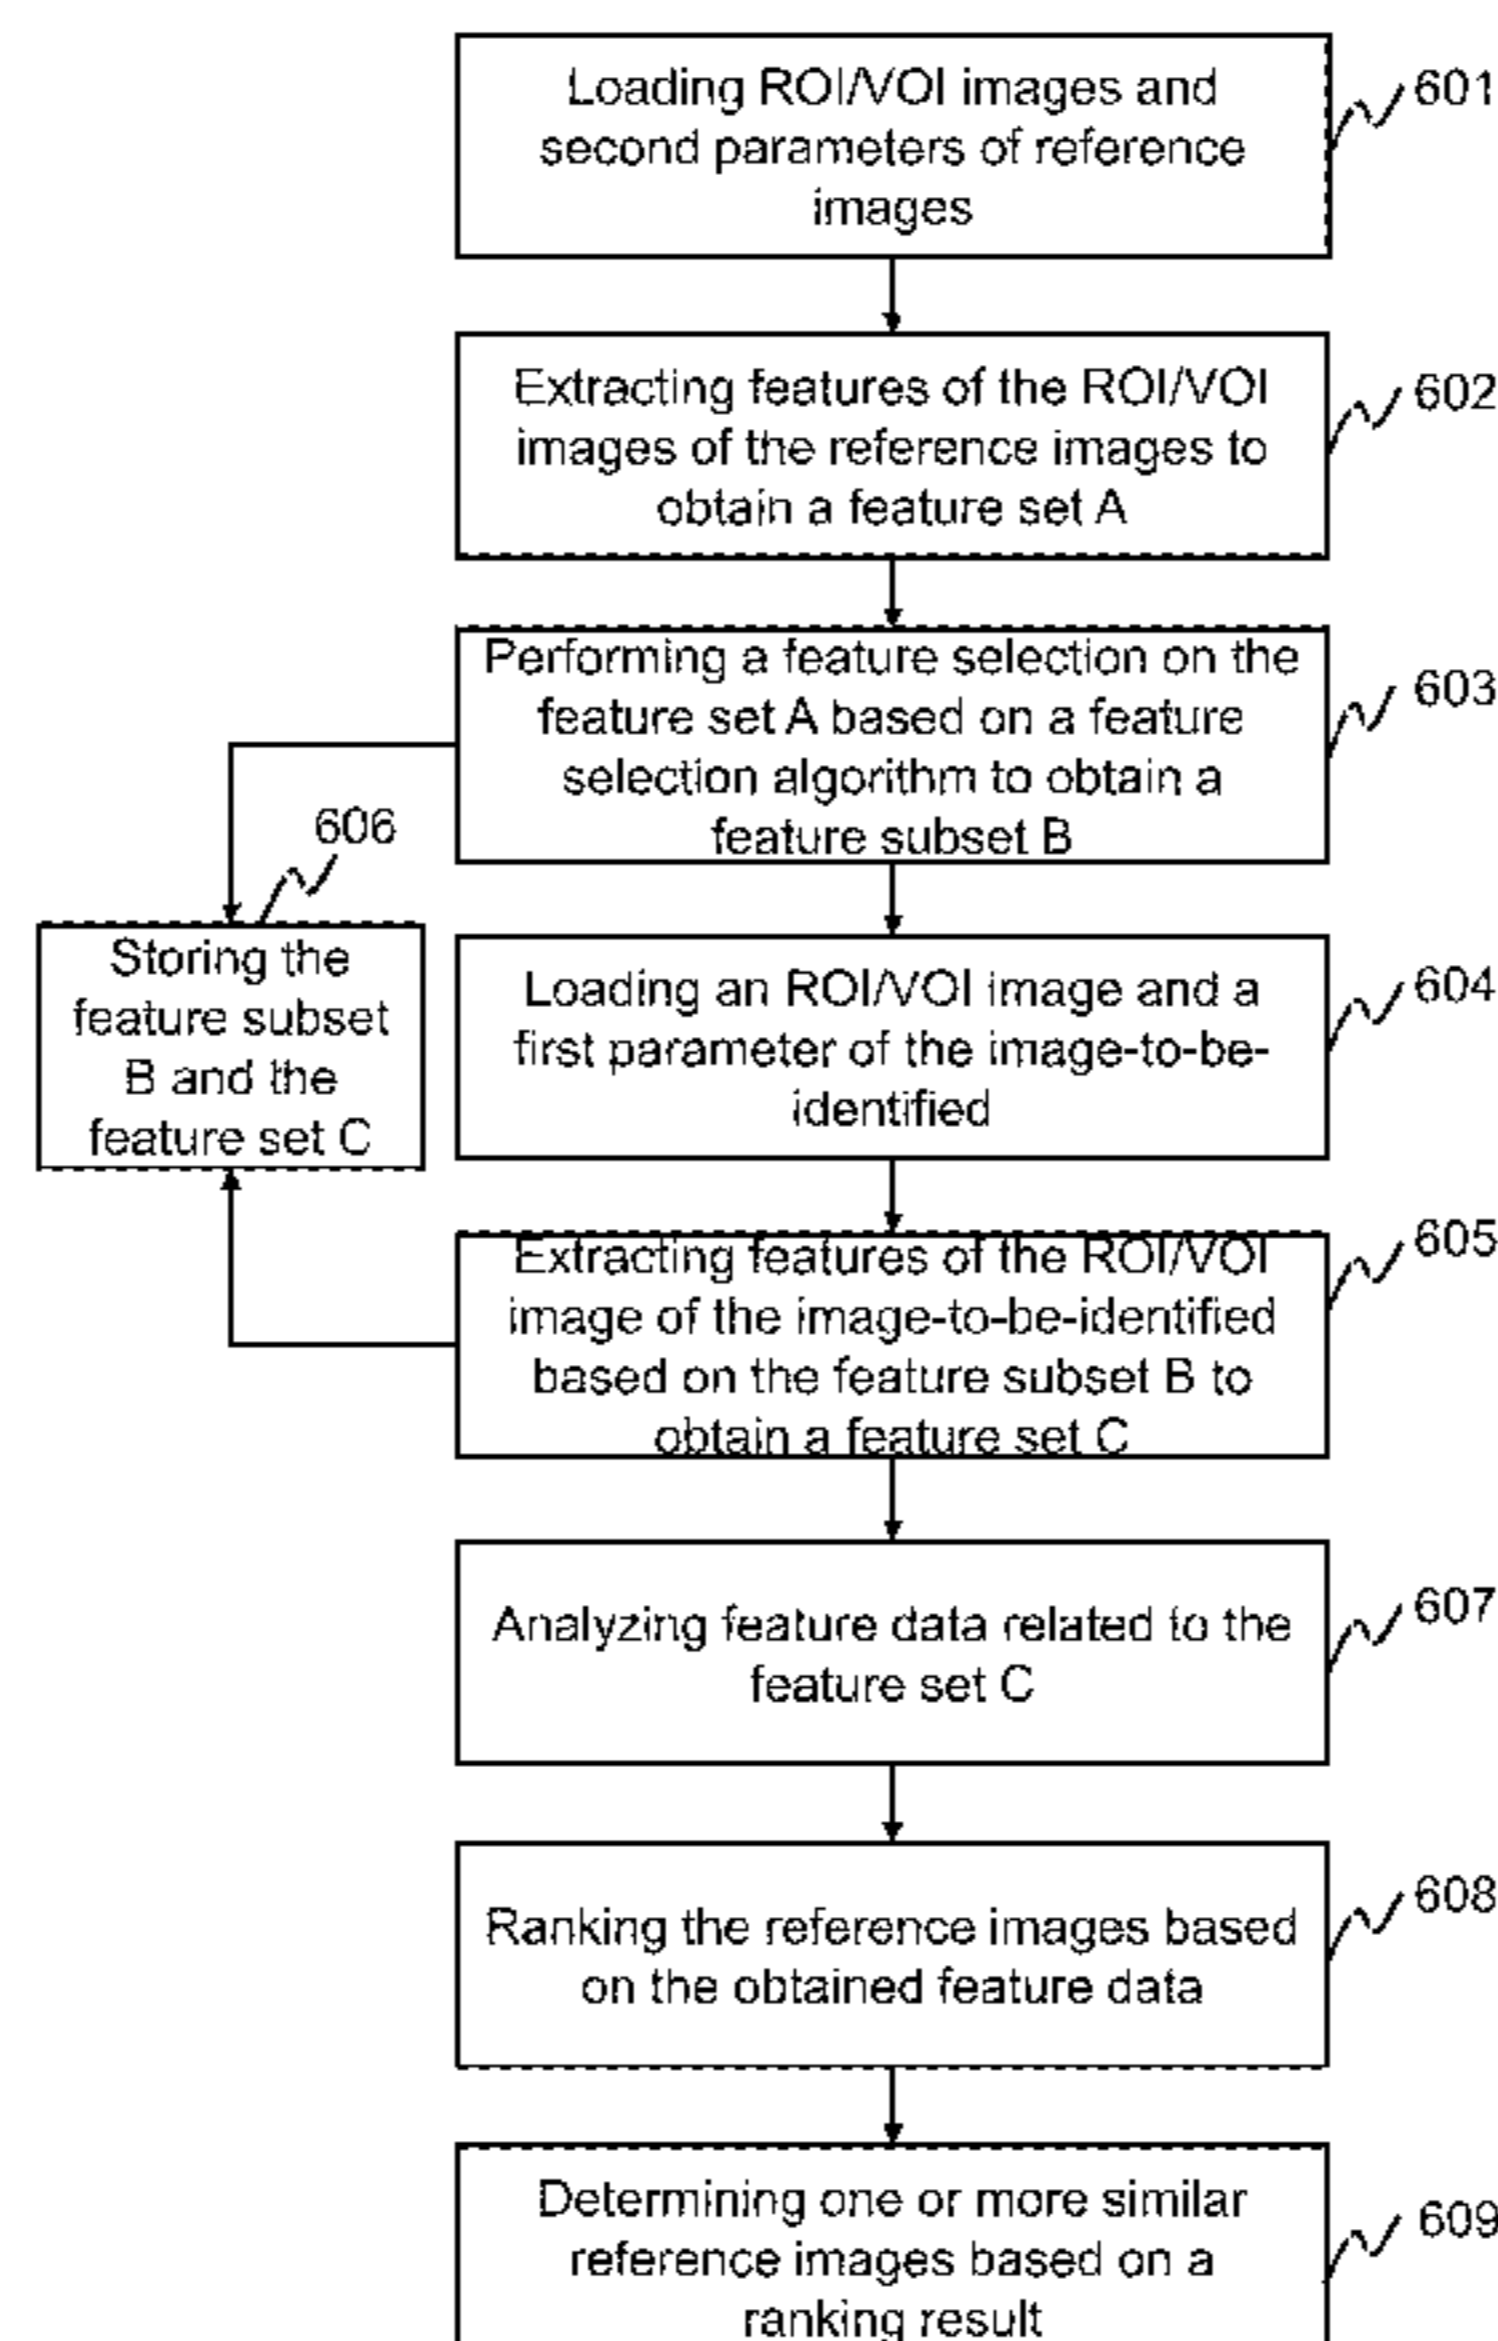 Loading ROI/VOI images and
second parameters of reference
images
601
Extracting features of the ROI/VOI
images of the reference images to
obtain a feature set A
602
Performing a feature selection on the
feature set A based on a feature
selection algorithm to obtain a
feature subset B
603
606
Storing the
feature subset
B and the
feature set C
Loading an ROI/VOI image and a
first parameter of the image-to-be-
identified
604
Extracting features of the ROI/VOI
image of the image-to-be-identified
based on the feature subset B to
obtain a feature set C
605
Analyzing feature data related to the
feature set C
607
Ranking the reference images based
on the obtained feature data
608
Determining one or more similar
reference images based on a
ranking result
609